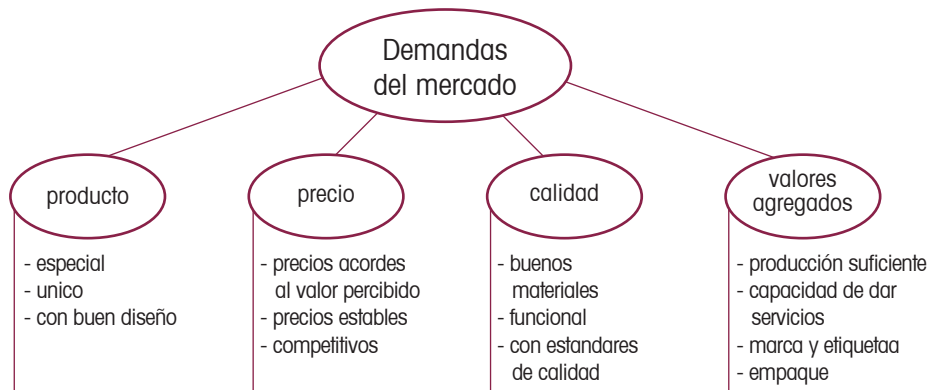 Demandas
del mercado
producto
- especial
- unico
- con buen diseño
precio
- precios acordes
al valor percibido
- precios estables
- competitivos
calidad
- buenos
materiales
- funcional
- con estandares
de calidad
valores
agregados
- producción suficiente
- capacidad de dar
servicios
- marca y etiquetaa
- empaque